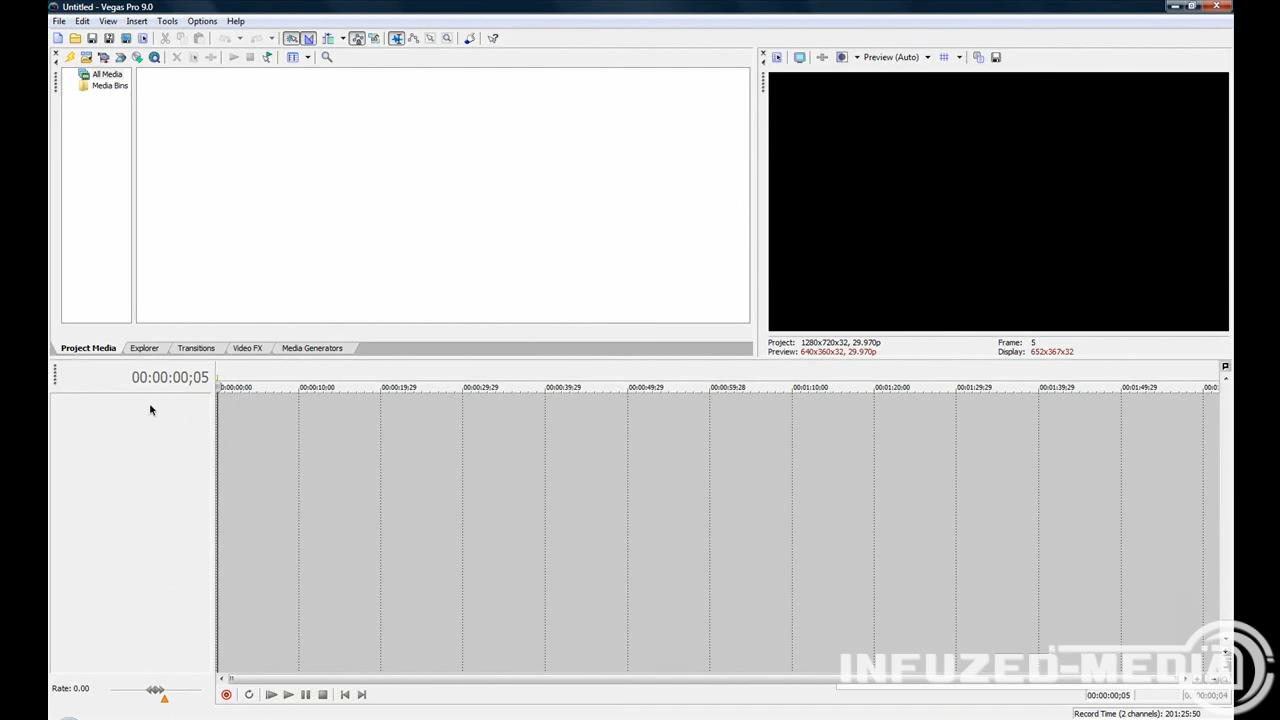 Untitled - Vegas Pro 9.0
File Edit View Insert Tools Options Help
Preview (Auto)
All Media
Media Bins
Project Media Explorer Transitions Video FX Media Generators
Project: 1280x720x32, 29.970p Frame: 5
Preview: 640x360x32, 29.970p Display: 652x367x32
00:00:00;05
0:00:00:00 00:00:10;00 00:00:19;29 00:00:29;29 00:00:39;29 00:00:49;29 00:00:59;28 00:01:10;00 00:01:20;00 00:01:29;29 00:01:39;29 00:01:49;29
INFUZED-MEDIA
Rate: 0.00
00:00:00;05
Record Time (2 channels): 201:25:50